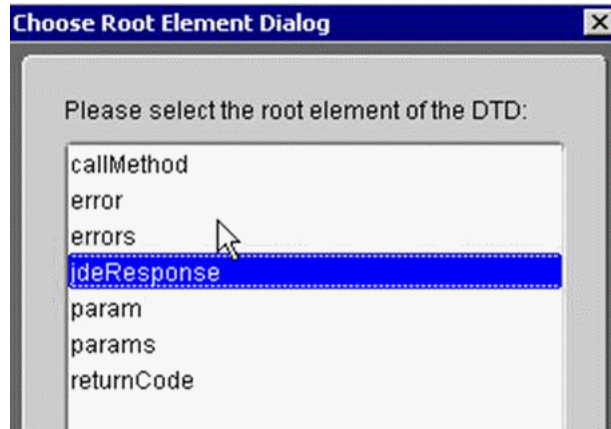 Choose Root Element Dialog
Please select the root element of the DTD:
callMethod
error
errors
jdeResponse
param
params
returnCode